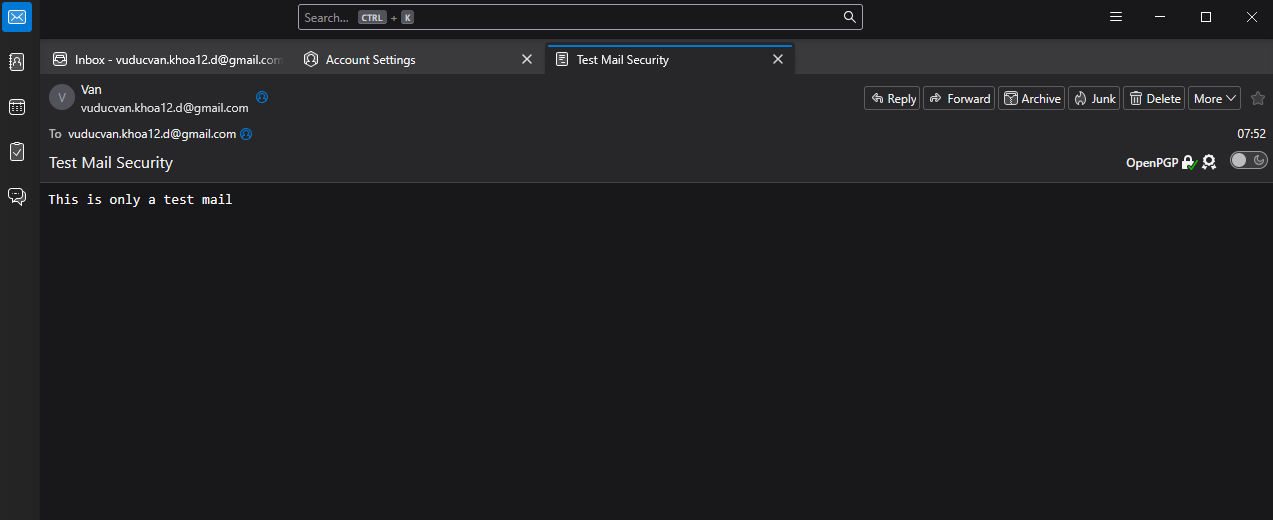 Search... CTRL + K
Inbox - vuducvan.khoa12.d@gmail.com Account Settings Test Mail Security
V Van
vuducvan.khoa12.d@gmail.com
Reply Forward Archive Junk Delete More
To vuducvan.khoa12.d@gmail.com 07:52
Test Mail Security OpenPGP
This is only a test mail